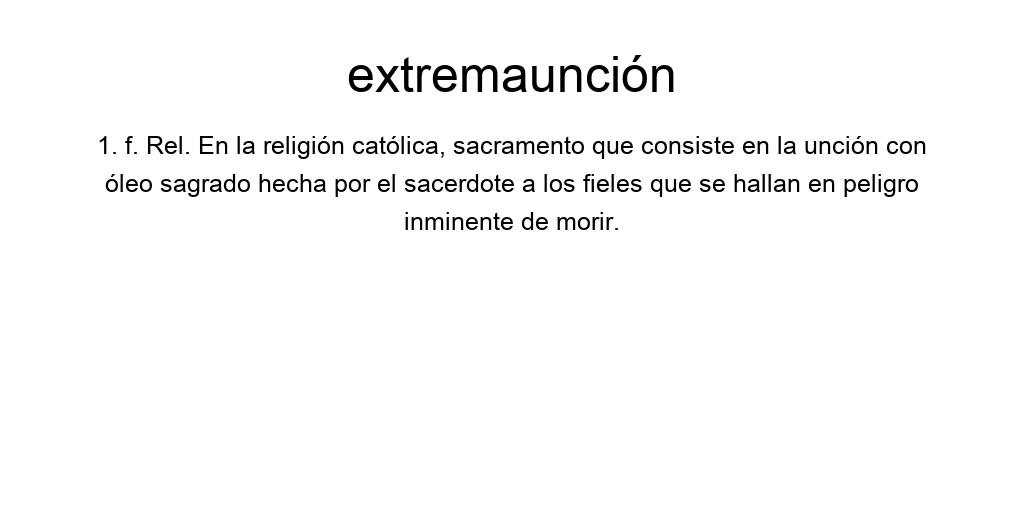 extremaunción
1. f. Rel. En la religión católica, sacramento que consiste en la unción con
óleo sagrado hecha por el sacerdote a los fieles que se hallan en peligro
inminente de morir.